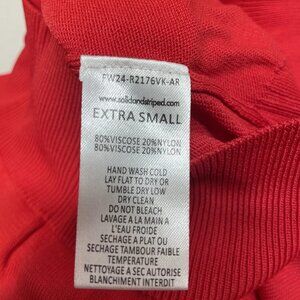 FW24-R2176VK-AR
www.solidandstriped.com
EXTRA SMALL
80%VISCOSE 20%NYLON
80%VISCOSE 20%NYLON
HAND WASH COLD
LAY FLAT TO DRY OR
TUMBLE DRY LOW
DRY CLEAN
DO NOT BLEACH
LAVAGE A LA MAIN A
L'EAU FROIDE
SECHAGE A PLAT OU
SECHAGE TAMBOUR FAIBLE
TEMPERATURE
NETTOYAGE A SEC AUTORISE
BLANCHIMENT INTERDIT